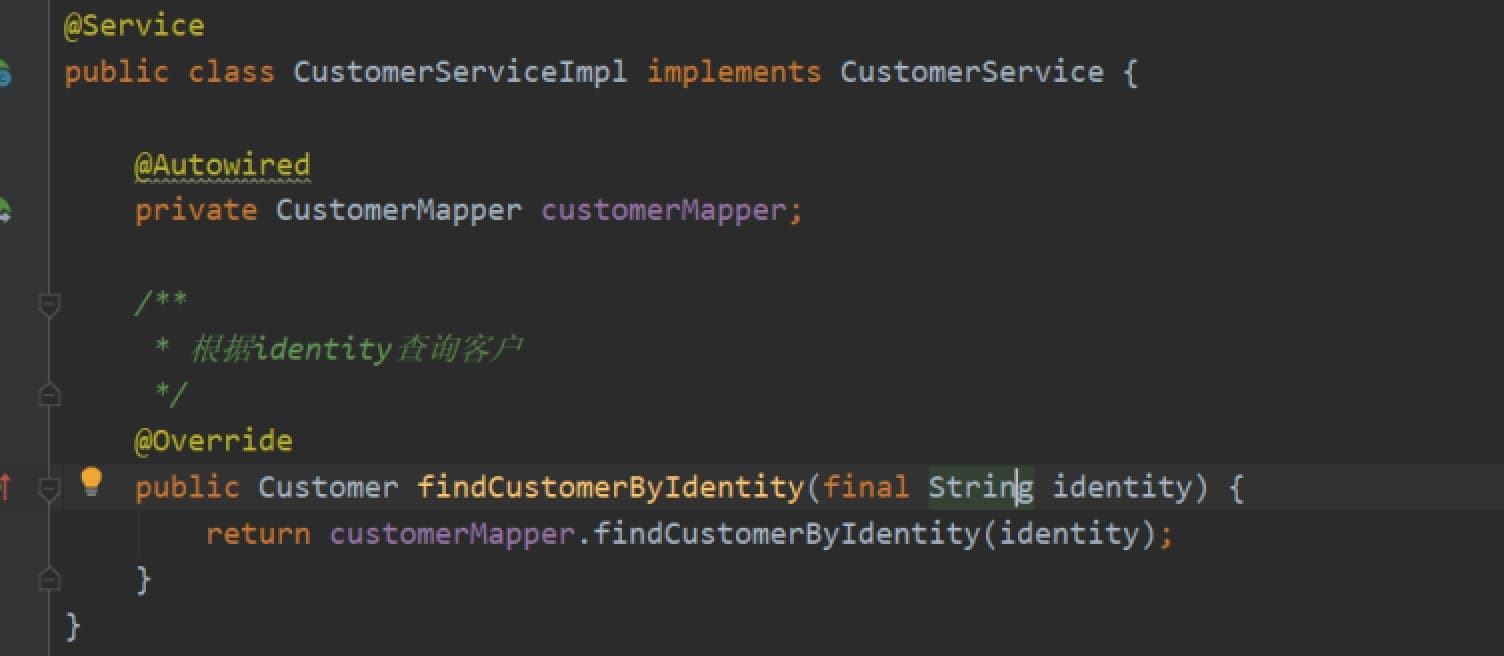 @Service
public class CustomerServiceImpl implements CustomerService {
@Autowired
private CustomerMapper customerMapper;
/**
* 根据identity查询客户
*/
@Override
public Customer findCustomerByIdentity(final String identity) {
return customerMapper.findCustomerByIdentity(identity);
}
}